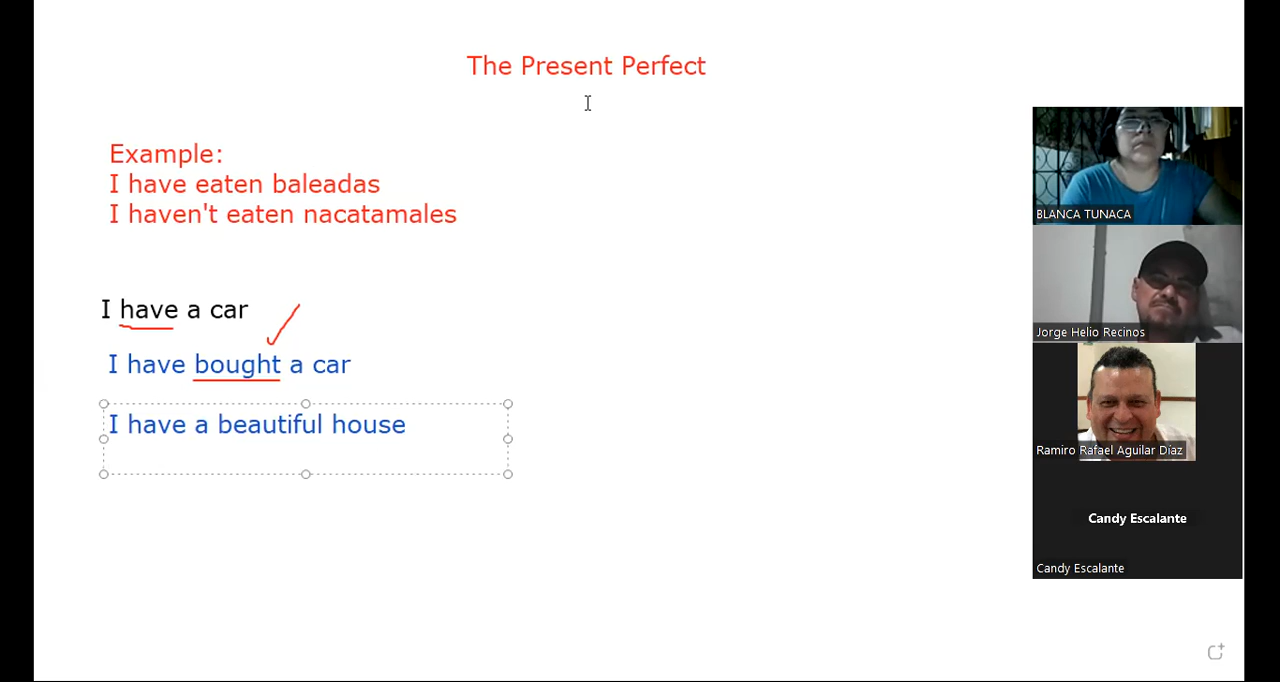 The Present Perfect
Example:
I have eaten baleadas
I haven't eaten nacatamales
I have a car
I have bought a car
I have a beautiful house
BLANCA TUNACA
Jorge Helio Recinos
Ramiro Rafael Aguilar Díaz
Candy Escalante
Candy Escalante